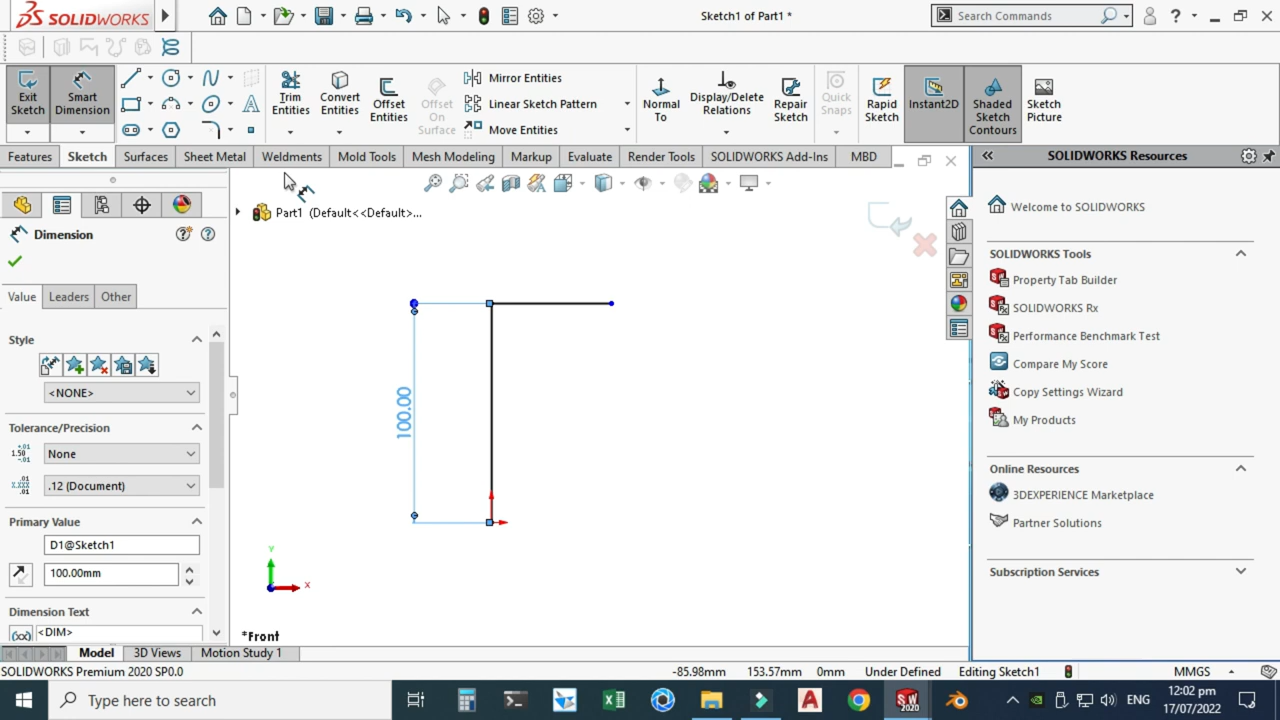 SOLIDWORKS
Sketch1 of Part1 *
Search Commands
Exit Sketch
Smart Dimension
Trim Entities
Convert Entities
Offset Entities
Offset On Surface
Mirror Entities
Linear Sketch Pattern
Move Entities
Normal To
Display/Delete Relations
Repair Sketch
Quick Snaps
Rapid Sketch
Instant2D
Shaded Sketch Contours
Sketch Picture
Features
Sketch
Surfaces
Sheet Metal
Weldments
Mold Tools
Mesh Modeling
Markup
Evaluate
Render Tools
SOLIDWORKS Add-Ins
MBD
SOLIDWORKS Resources
Part1 (Default<<Default>...
Dimension
Value
Leaders
Other
Style
<NONE>
Tolerance/Precision
1.50
None
X.XXX
.12 (Document)
Primary Value
D1@Sketch1
100.00mm
Dimension Text
<DIM>
100.00
Y
X
*Front
Welcome to SOLIDWORKS
SOLIDWORKS Tools
Property Tab Builder
SOLIDWORKS Rx
Performance Benchmark Test
Compare My Score
Copy Settings Wizard
My Products
Online Resources
3DEXPERIENCE Marketplace
Partner Solutions
Subscription Services
Model
3D Views
Motion Study 1
SOLIDWORKS Premium 2020 SP0.0
-85.98mm
153.57mm
0mm
Under Defined
Editing Sketch1
MMGS
Type here to search
ENG
12:02 pm
17/07/2022